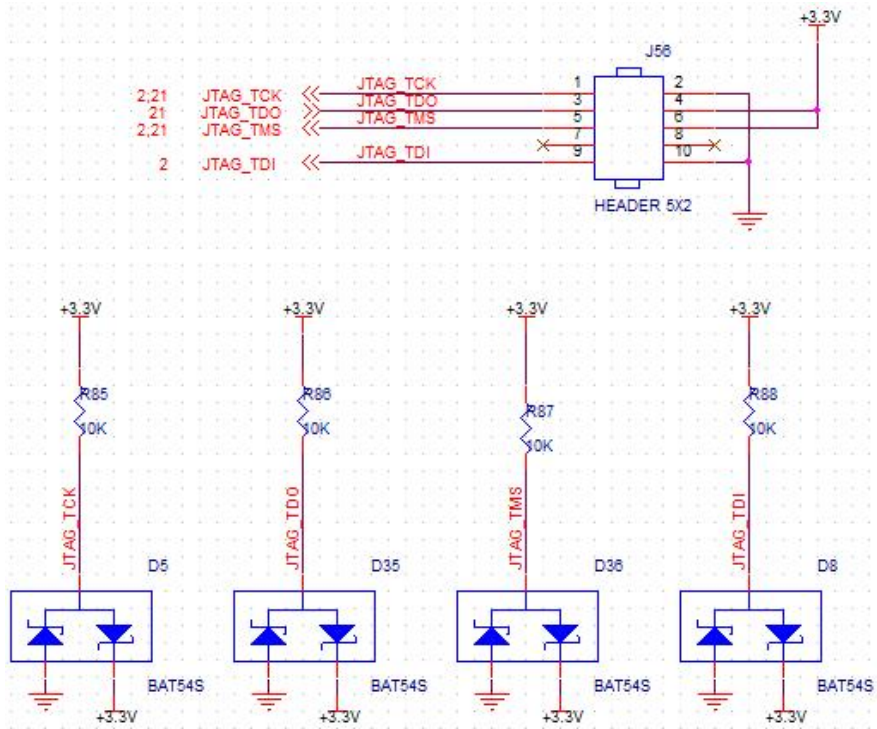 +3.3V
J56
2,21 JTAG_TCK JTAG_TCK 1 2
21 JTAG_TDO JTAG_TDO 3 4
2,21 JTAG_TMS JTAG_TMS 5 6
7 8
2 JTAG_TDI JTAG_TDI 9 10
HEADER 5X2
+3.3V +3.3V +3.3V +3.3V
R85 R86 R87 R88
10K 10K 10K 10K
JTAG_TCK JTAG_TDO JTAG_TMS JTAG_TDI
D5 D35 D36 D8
BAT54S BAT54S BAT54S BAT54S
+3.3V +3.3V +3.3V +3.3V